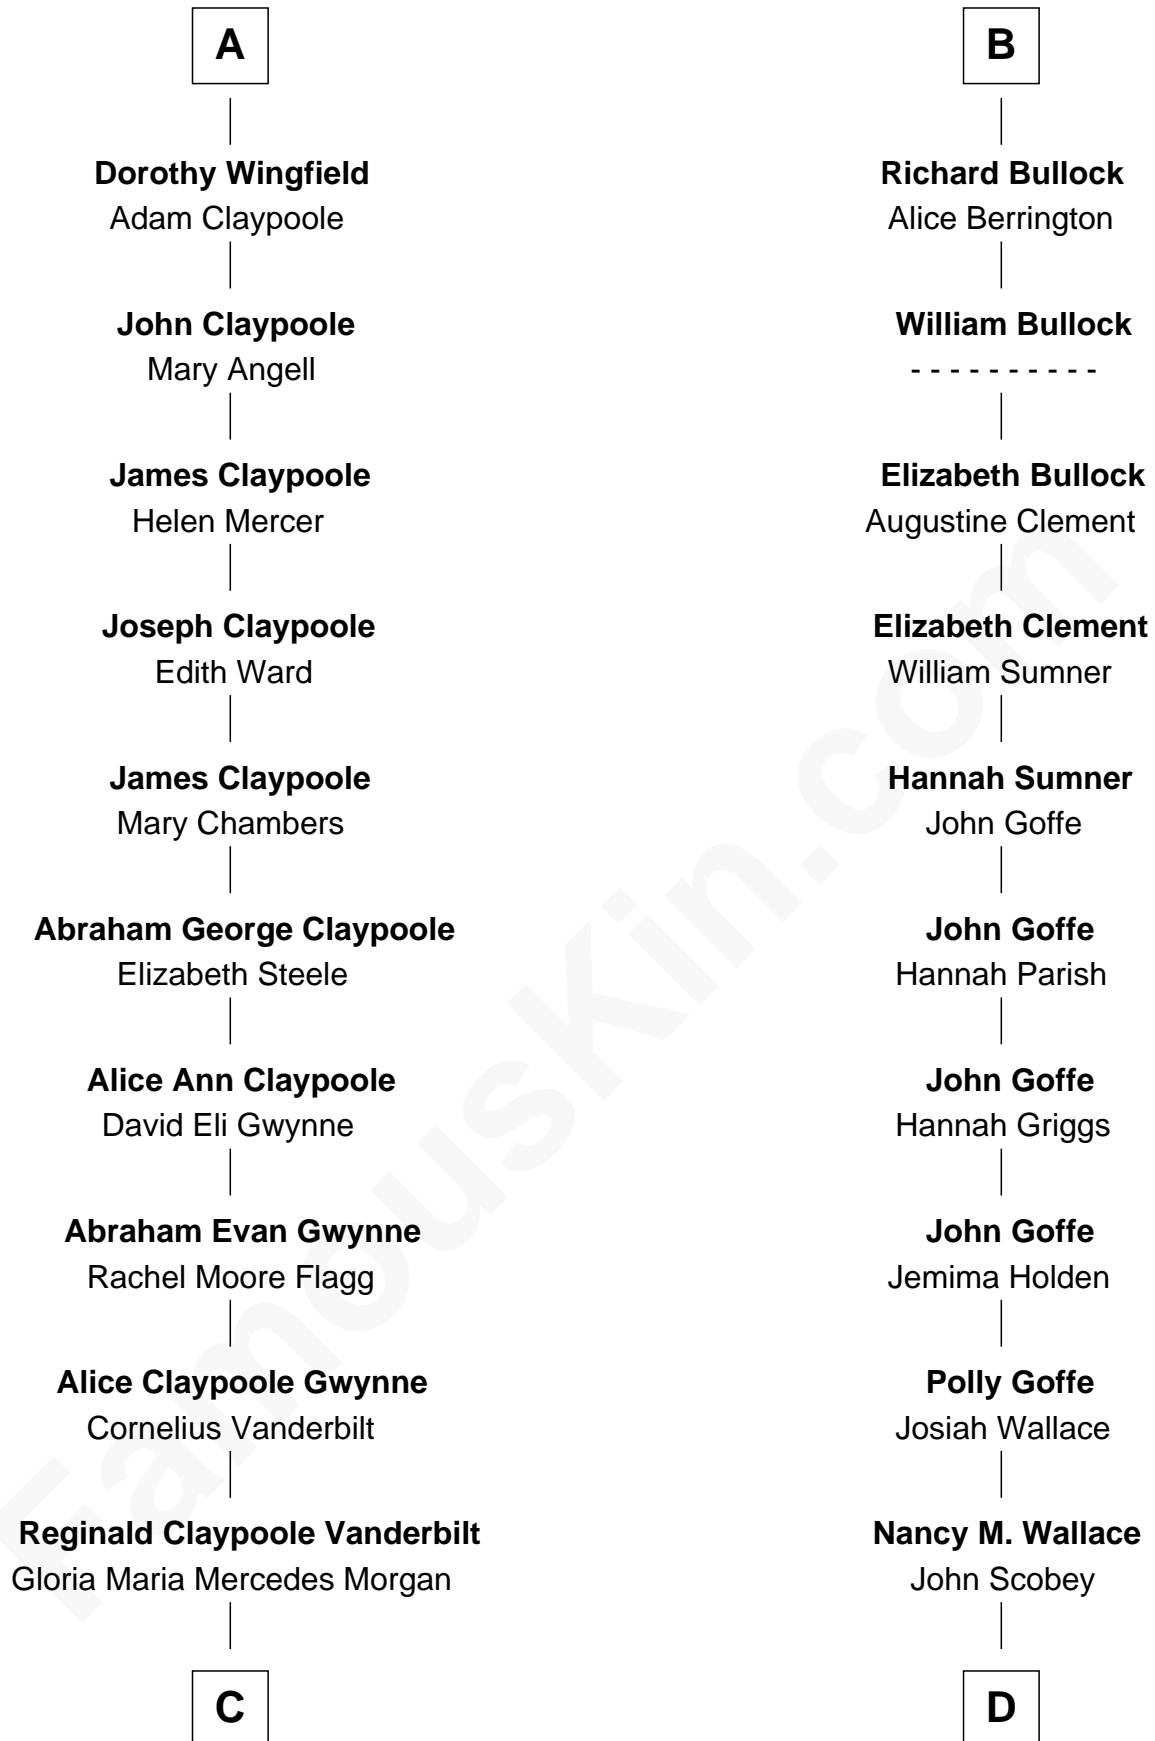 A
Dorothy Wingfield
Adam Claypoole
John Claypoole
Mary Angell
James Claypoole
Helen Mercer
Joseph Claypoole
Edith Ward
James Claypoole
Mary Chambers
Abraham George Claypoole
Elizabeth Steele
Alice Ann Claypoole
David Eli Gwynne
Abraham Evan Gwynne
Rachel Moore Flagg
Alice Claypoole Gwynne
Cornelius Vanderbilt
Reginald Claypoole Vanderbilt
Gloria Maria Mercedes Morgan
C
B
Richard Bullock
Alice Berrington
William Bullock
- - - - - - - - - -
Elizabeth Bullock
Augustine Clement
Elizabeth Clement
William Sumner
Hannah Sumner
John Goffe
John Goffe
Hannah Parish
John Goffe
Hannah Griggs
John Goffe
Jemima Holden
Polly Goffe
Josiah Wallace
Nancy M. Wallace
John Scobey
D
FamousKin.com